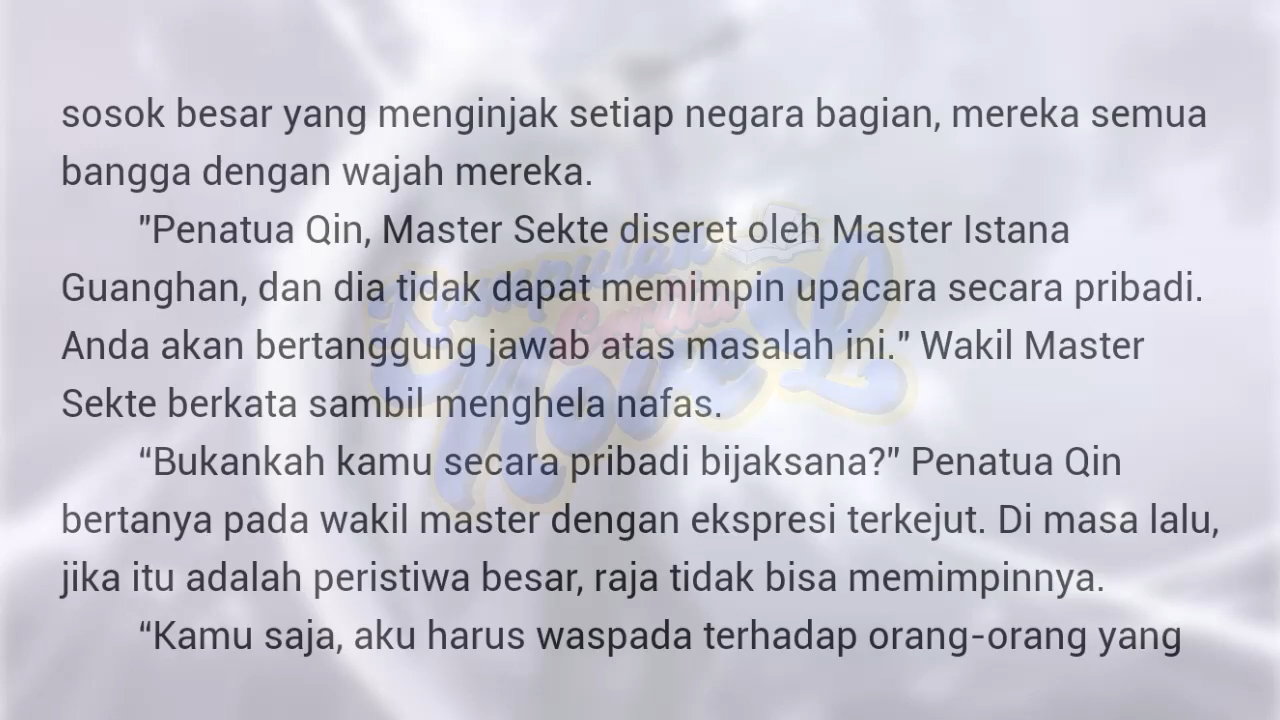 sosok besar yang menginjak setiap negara bagian, mereka semua
bangga dengan wajah mereka.
"Penatua Qin, Master Sekte diseret oleh Master Istana
Guanghan, dan dia tidak dapat memimpin upacara secara pribadi.
Anda akan bertanggung jawab atas masalah ini." Wakil Master
Sekte berkata sambil menghela nafas.
“Bukankah kamu secara pribadi bijaksana?” Penatua Qin
bertanya pada wakil master dengan ekspresi terkejut. Di masa lalu,
jika itu adalah peristiwa besar, raja tidak bisa memimpinnya.
“Kamu saja, aku harus waspada terhadap orang-orang yang
Kumpulan
Cerita
Novel